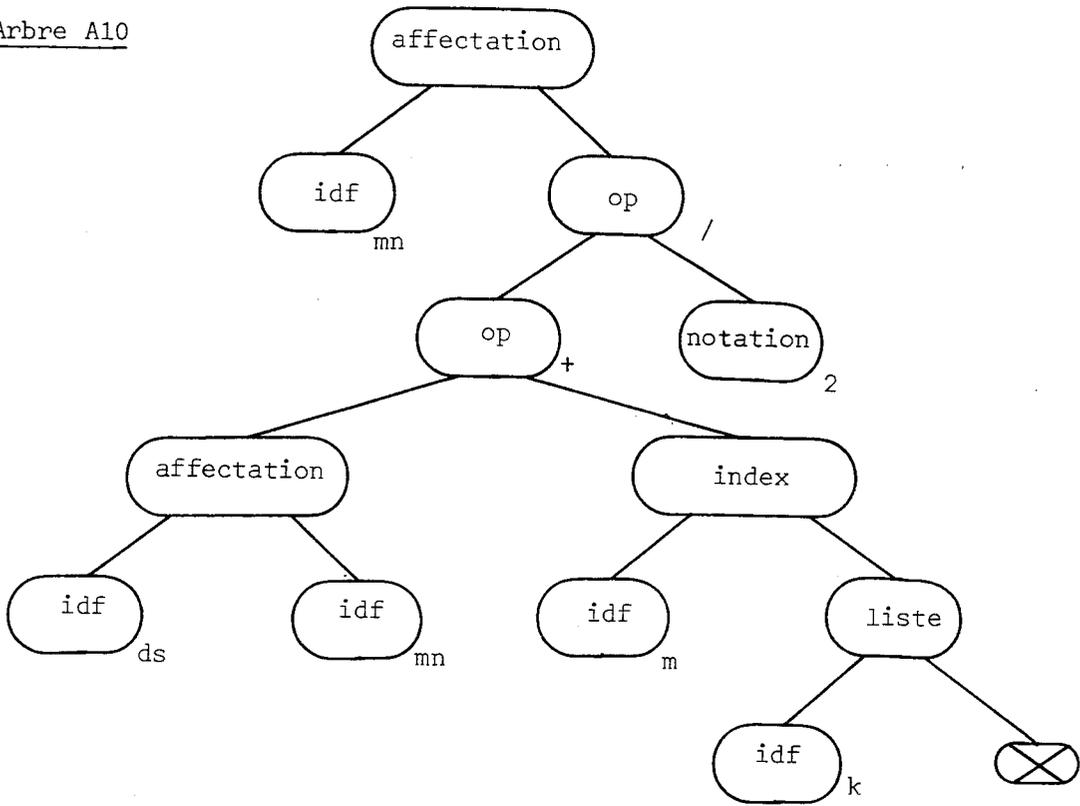 Arbre A10
affectation
idf
mn
op
/
op
+
notation
2
affectation
index
idf
ds
idf
mn
idf
m
liste
idf
k